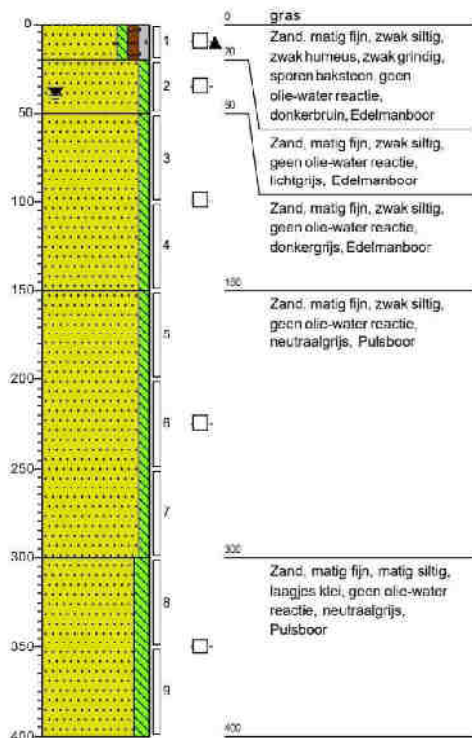 0
50
100
150
200
250
300
350
400
1
2
3
4
5
6
7
8
9
0
gras
Zand, matig fijn, zwak siltig,
zwak humeus, zwak grindig,
sporen baksteen, geen
olie-water reactie,
donkerbruin, Edelmanboor
20
Zand, matig fijn, zwak siltig,
geen olie-water reactie,
lichtgrijs, Edelmanboor
50
Zand, matig fijn, zwak siltig,
geen olie-water reactie,
donkergrijs, Edelmanboor
150
Zand, matig fijn, zwak siltig,
geen olie-water reactie,
neutraalgrijs, Pulsboor
300
Zand, matig fijn, matig siltig,
laagjes klei, geen olie-water
reactie, neutraalgrijs,
Pulsboor
400